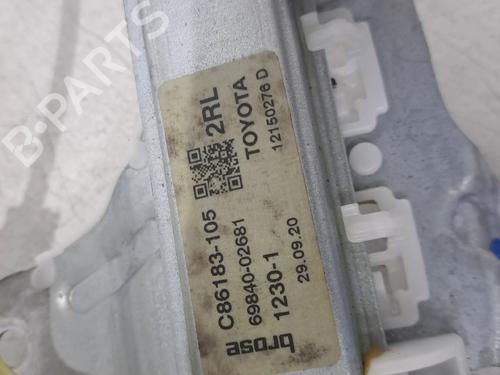 C86183-105 2RL
69840-02681 TOYOTA
1230-1 12150276 D
brose 29.09.20
B-PARTS